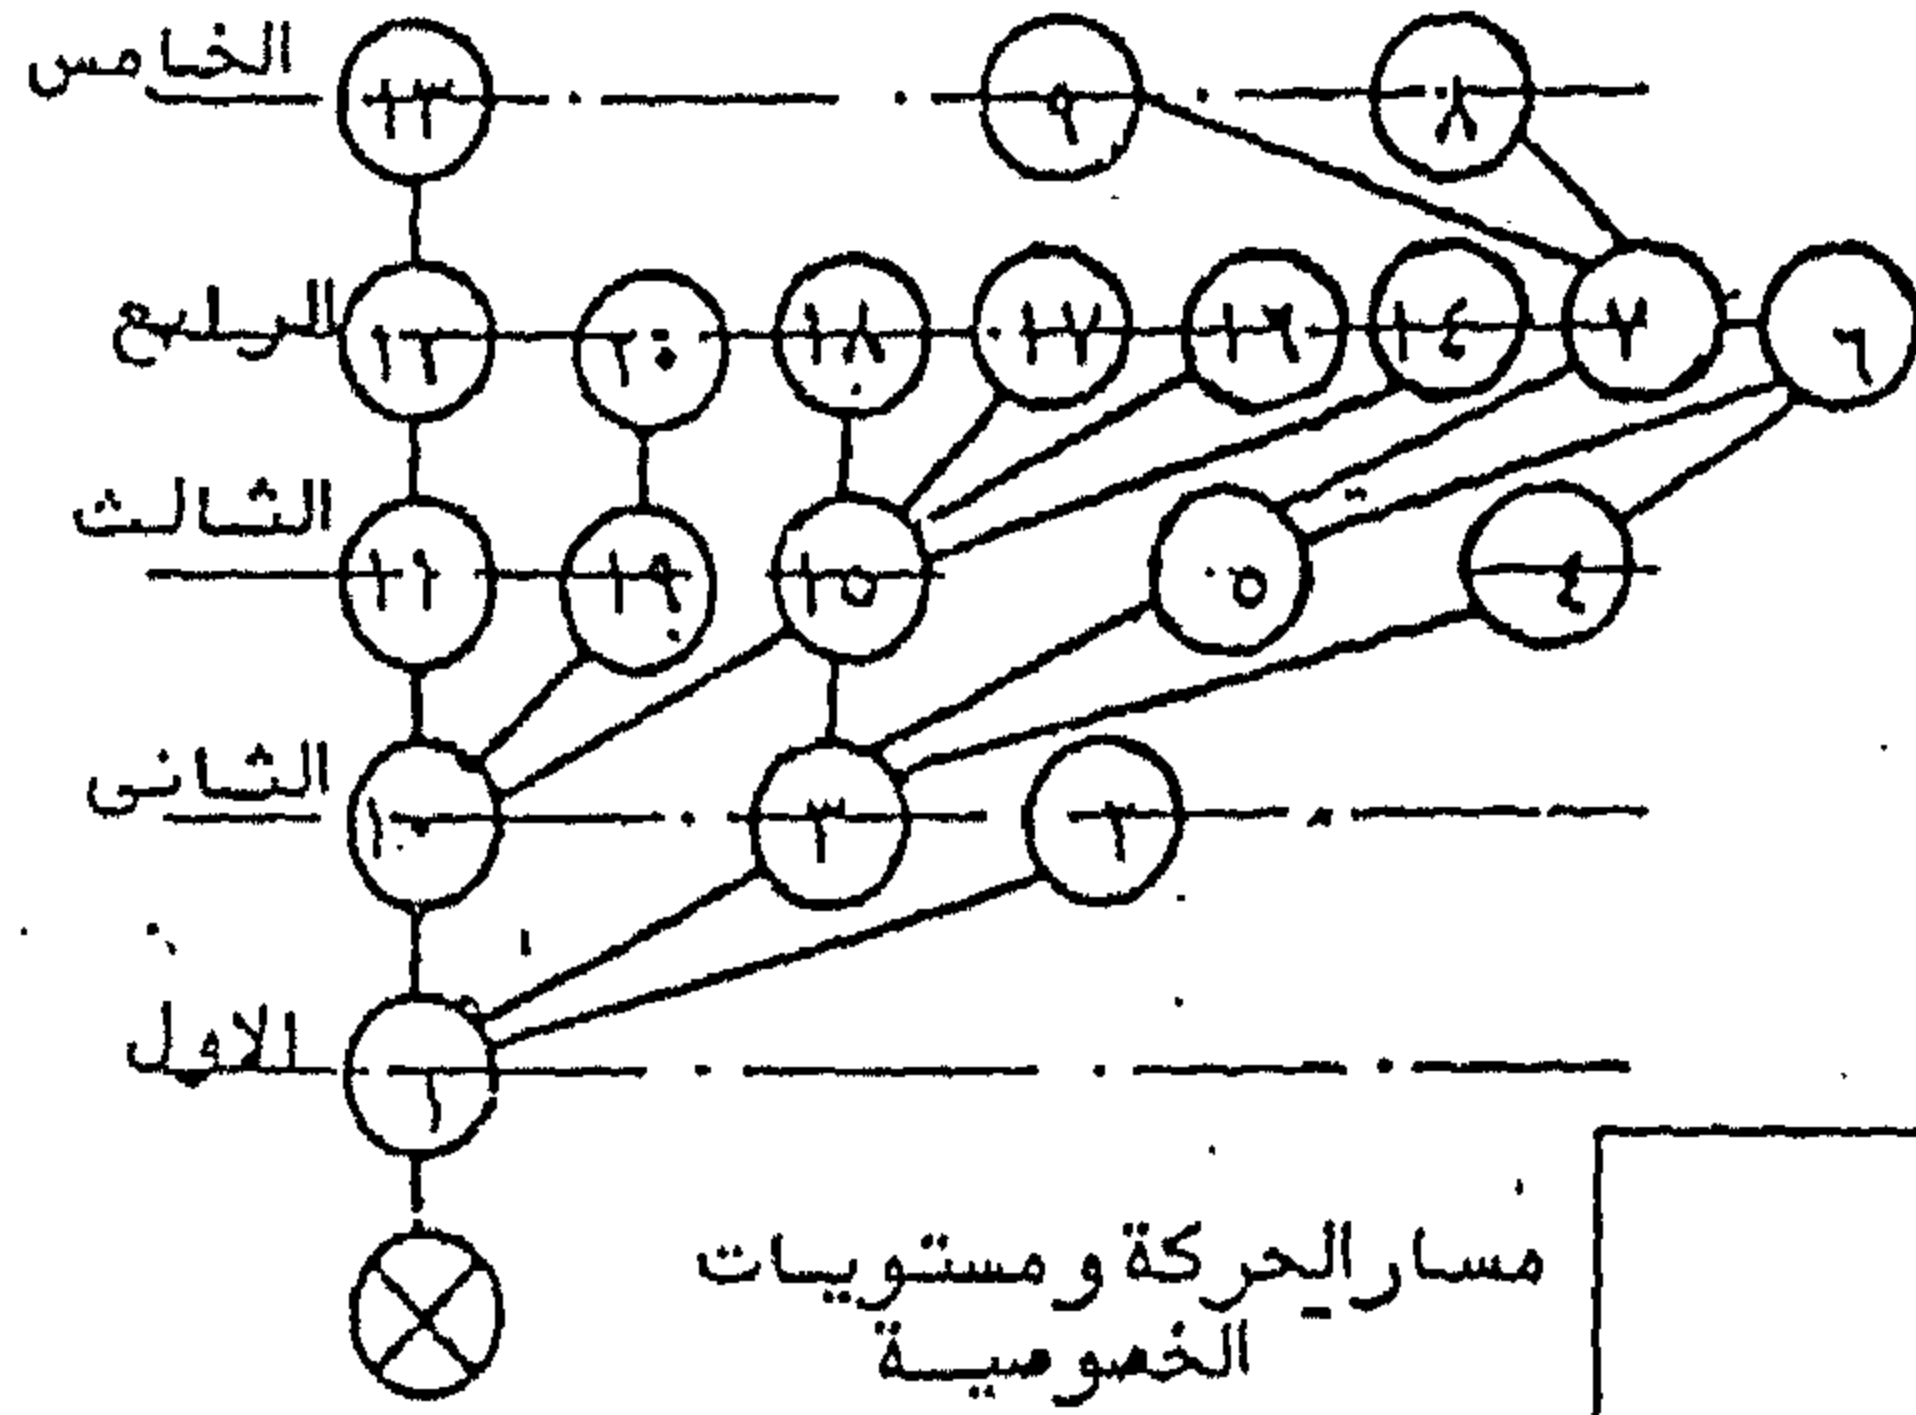 الخامس ١٣ ٩ ٨
الرابع ١٢ ٢٠ ١٨ ١٧ ١٦ ١٤ ٧ ٦
الثالث ١١ ١٩ ١٥ ٥ ٤
الثانى ١٠ ٣ ٢
الاول ١
مسار الحركة و مستويات
الخصوصية